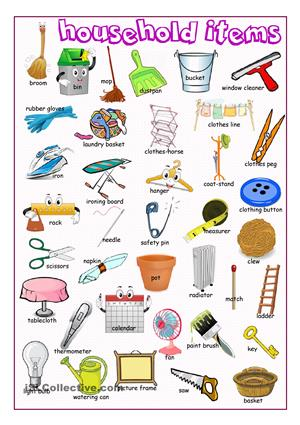 household items
broom
bin
mop
dustpan
bucket
window cleaner
rubber gloves
iron
laundry basket
clothes-horse
clothes line
clothes peg
ironing board
hanger
coat-stand
clothing button
rack
needle
safety pin
measurer
clew
scissors
napkin
pot
radiator
match
ladder
tablecloth
calendar
thermometer
fan
paint brush
key
light bulb
watering can
picture frame
saw
basket
iSLCollective.com